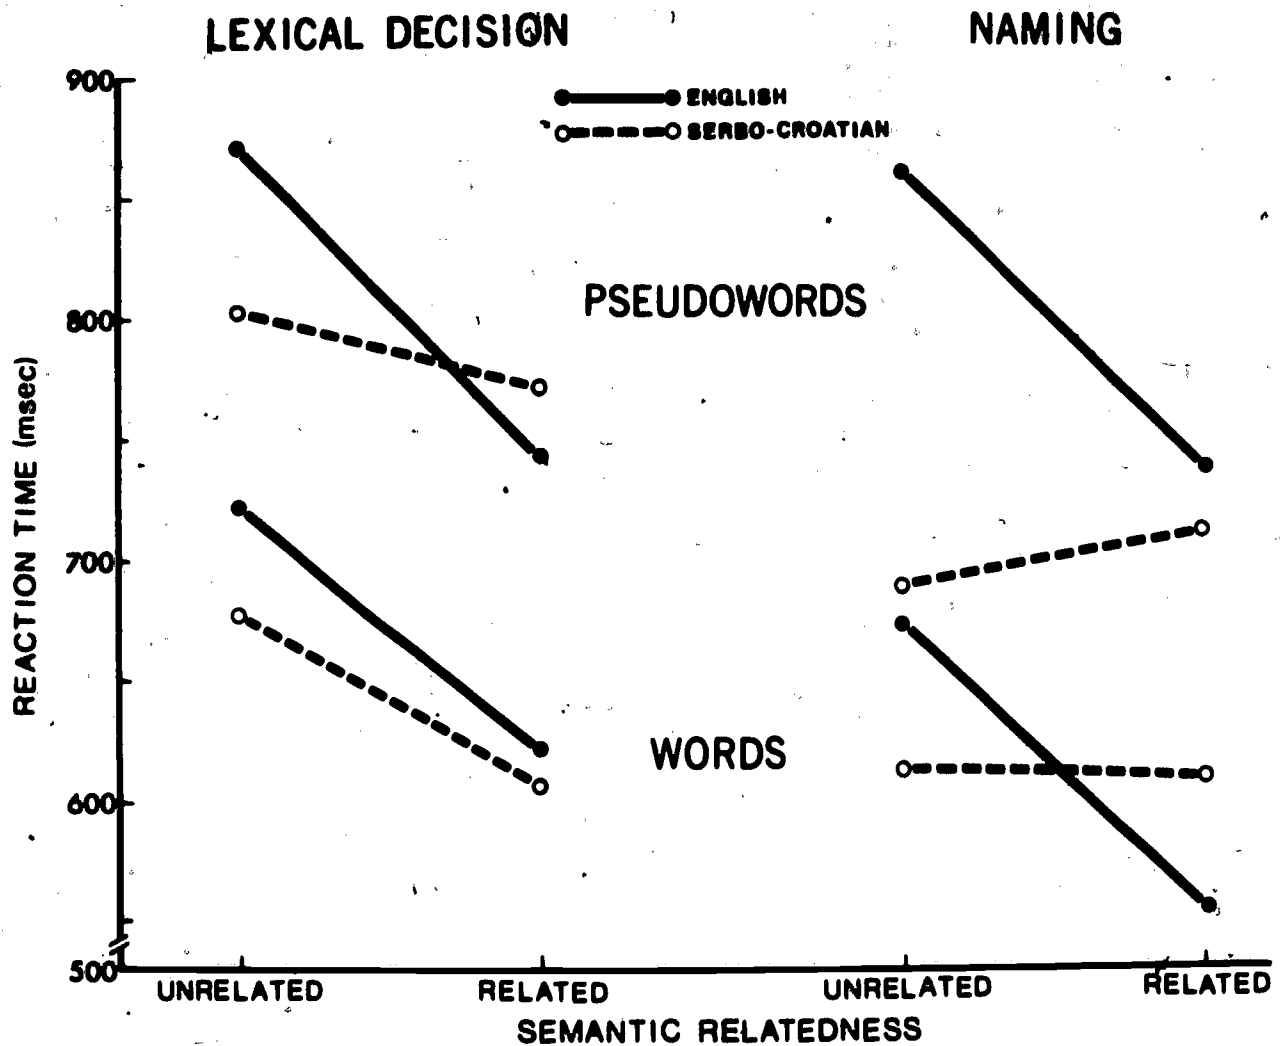 LEXICAL DECISION
NAMING
900
ENGLISH
SERBO-CROATIAN
PSEUDOWORDS
800
REACTION TIME (msec)
700
WORDS
600
500
UNRELATED RELATED UNRELATED RELATED
SEMANTIC RELATEDNESS